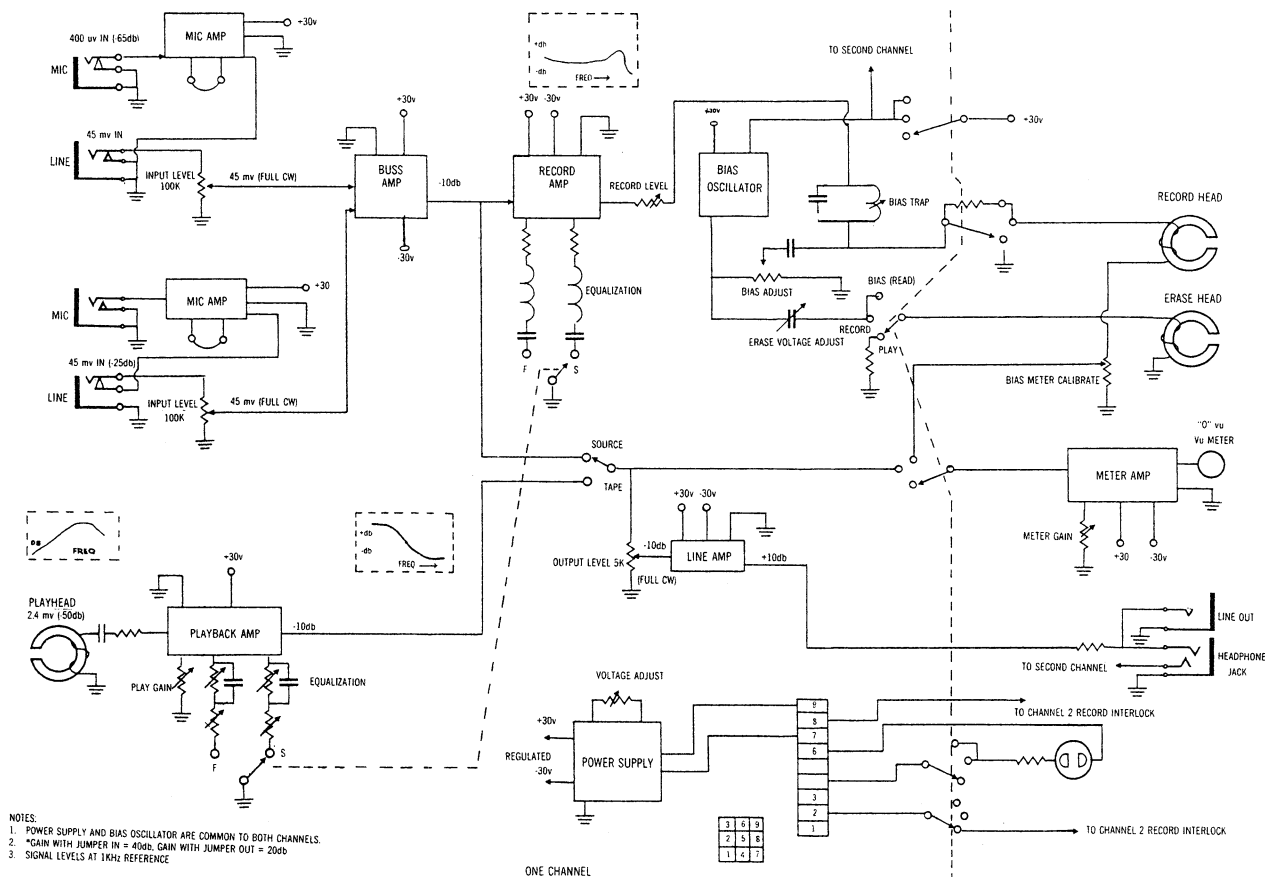 400 uv IN (-65db)
MIC AMP
+30v
MIC
45 mv IN
LINE
INPUT LEVEL
100K
45 mv (FULL CW)
+30v
BUSS
AMP
-30v
-10db
+db
-db
FREQ
+30v -30v
RECORD
AMP
RECORD LEVEL
EQUALIZATION
F
S
TO SECOND CHANNEL
+30v
+30v
BIAS
OSCILLATOR
BIAS TRAP
BIAS ADJUST
BIAS (READ)
RECORD
ERASE VOLTAGE ADJUST
PLAY
RECORD HEAD
ERASE HEAD
BIAS METER CALIBRATE
MIC
MIC AMP
+30
45 mv IN (-25db)
LINE
INPUT LEVEL
100K
45 mv (FULL CW)
SOURCE
TAPE
"O" vu
Vu METER
METER AMP
METER GAIN
+30
-30v
+30v -30v
-10db
LINE AMP
+10db
OUTPUT LEVEL 5K
(FULL CW)
DB
FREQ
+db
-db
FREQ
PLAYHEAD
2.4 mv (-50db)
+30v
PLAYBACK AMP
-10db
PLAY GAIN
EQUALIZATION
F
S
LINE OUT
HEADPHONE
JACK
TO SECOND CHANNEL
VOLTAGE ADJUST
+30v
REGULATED
-30v
POWER SUPPLY
9
8
7
6
3
2
1
TO CHANNEL 2 RECORD INTERLOCK
TO CHANNEL 2 RECORD INTERLOCK
3 6 9
2 5 8
1 4 7
NOTES:
1. POWER SUPPLY AND BIAS OSCILLATOR ARE COMMON TO BOTH CHANNELS.
2. *GAIN WITH JUMPER IN = 40db, GAIN WITH JUMPER OUT = 20db
3. SIGNAL LEVELS AT 1KHz REFERENCE
ONE CHANNEL